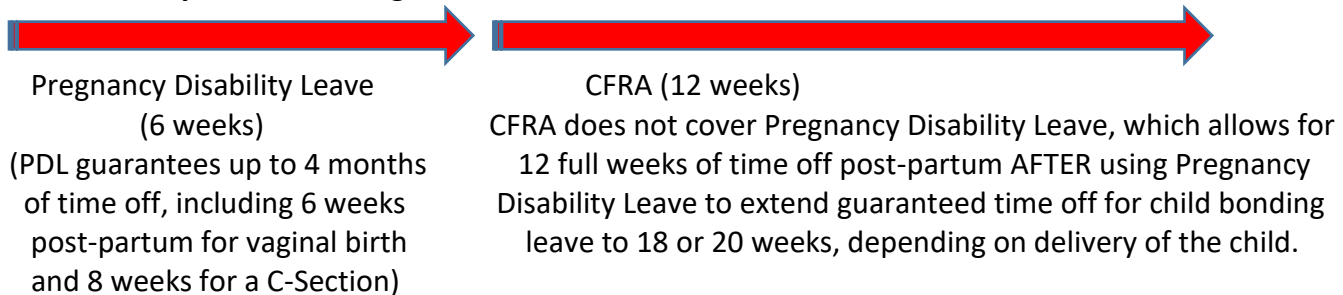 Pregnancy Disability Leave
(6 weeks)
(PDL guarantees up to 4 months
of time off, including 6 weeks
post-partum for vaginal birth
and 8 weeks for a C-Section)
CFRA (12 weeks)
CFRA does not cover Pregnancy Disability Leave, which allows for
12 full weeks of time off post-partum AFTER using Pregnancy
Disability Leave to extend guaranteed time off for child bonding
leave to 18 or 20 weeks, depending on delivery of the child.